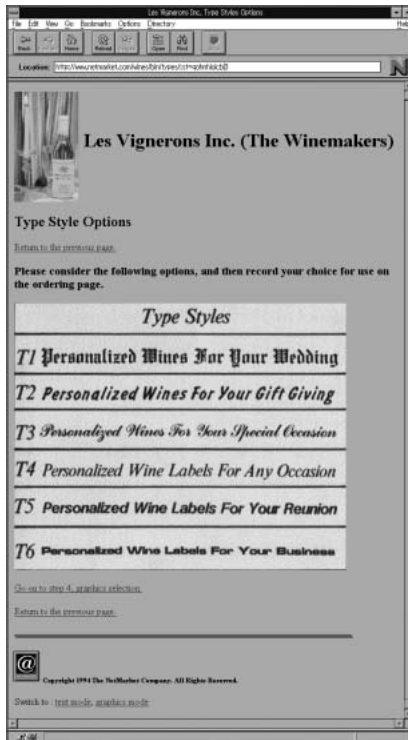 Les Vignerons Inc. Type Styles Options
File Edit View Go Bookmarks Options Directory Help
Back Home Reload Open Find
Location:
N
Les Vignerons Inc. (The Winemakers)
Type Style Options
Return to the previous page.
Please consider the following options, and then record your choice for use on
the ordering page.
Type Styles
T1 Personalized Wines For Your Wedding
T2 Personalized Wines For Your Gift Giving
T3 Personalized Wines For Your Special Occasion
T4 Personalized Wine Labels For Any Occasion
T5 Personalized Wine Labels For Your Reunion
T6 Personalized Wine Labels For Your Business
Go on to step 4, graphics selection.
Return to the previous page.
@
Copyright 1994 The NetMarket Company. All Rights Reserved.
Switch to : text mode, graphics mode